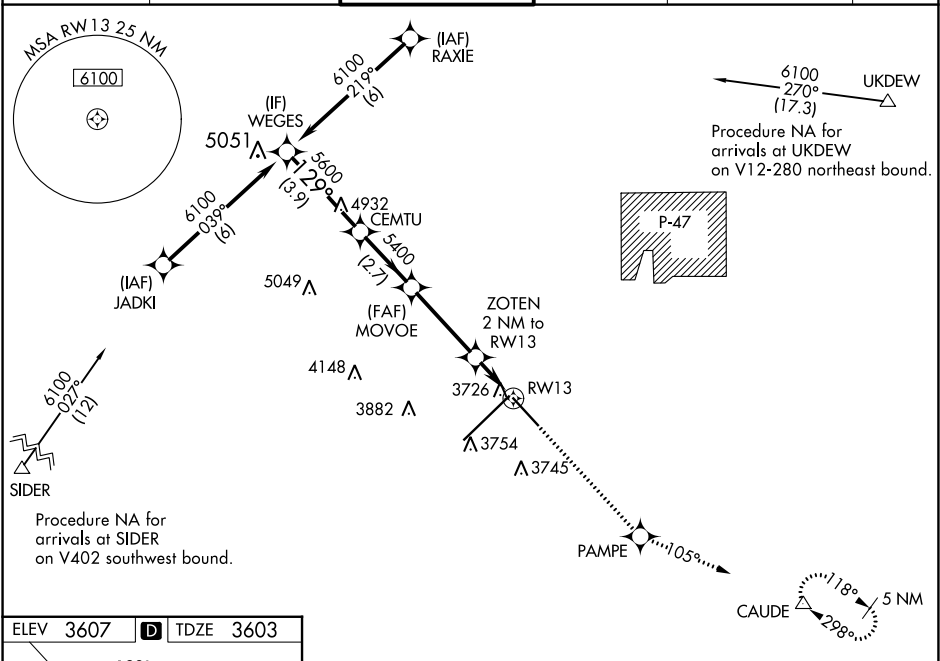 MSA RW13 25 NM
6100
(IAF)
RAXIE
6100
219°
(6)
(IF)
WEGES
5051
6100
270°
(17.3)
UKDEW
Procedure NA for
arrivals at UKDEW
on V12-280 northeast bound.
5600
129°
(3.9)
4932
CEMTU
P-47
6100
039°
(6)
(IAF)
JADKI
5400
(2.7)
5049
(FAF)
MOVOE
ZOTEN
2 NM to
RW13
4148
3726
RW13
3882
6100
027°
(12)
3754
3745
SIDER
Procedure NA for
arrivals at SIDER
on V402 southwest bound.
PAMPE
105°
118°
5 NM
CAUDE
298°
ELEV 3607 D TDZE 3603